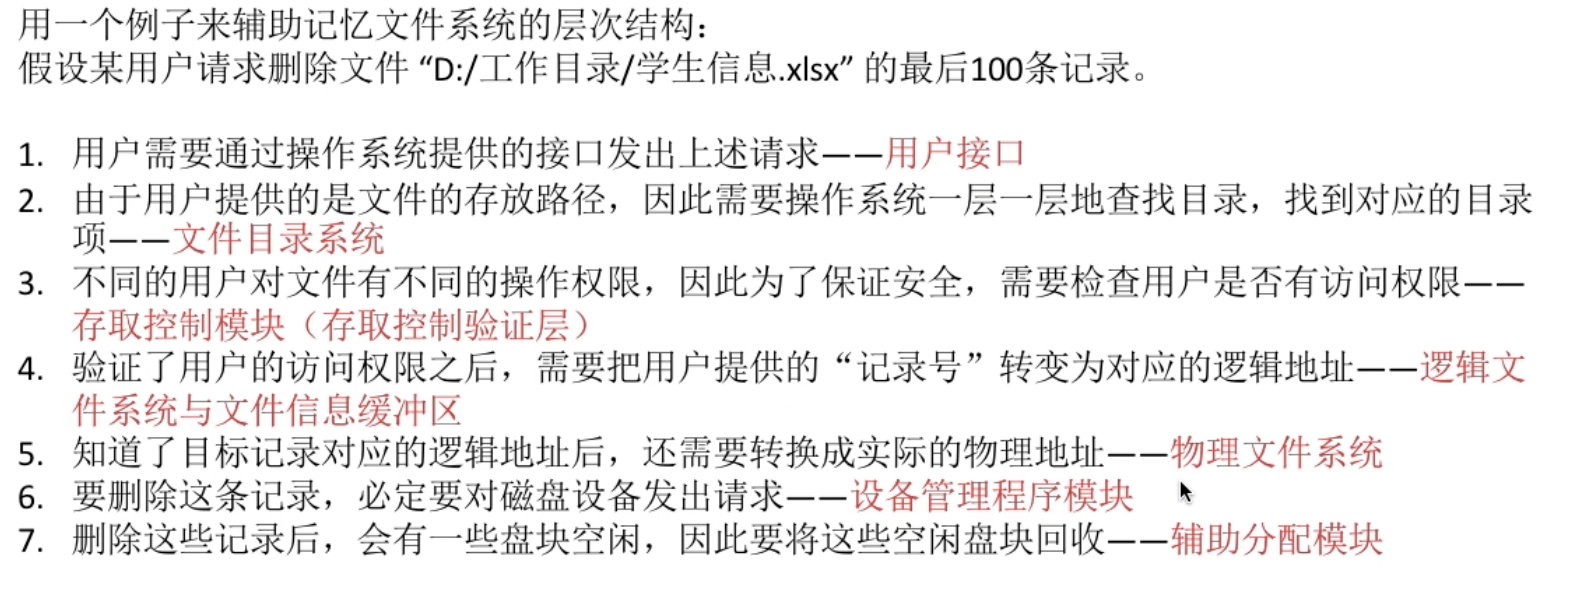 用一个例子来辅助记忆文件系统的层次结构：
假设某用户请求删除文件 “D:/工作目录/学生信息.xlsx” 的最后100条记录。
1. 用户需要通过操作系统提供的接口发出上述请求——用户接口
2. 由于用户提供的是文件的存放路径，因此需要操作系统一层一层地查找目录，找到对应的目录
项——文件目录系统
3. 不同的用户对文件有不同的操作权限，因此为了保证安全，需要检查用户是否有访问权限——
存取控制模块（存取控制验证层）
4. 验证了用户的访问权限之后，需要把用户提供的“记录号”转变为对应的逻辑地址——逻辑文
件系统与文件信息缓冲区
5. 知道了目标记录对应的逻辑地址后，还需要转换成实际的物理地址——物理文件系统
6. 要删除这条记录，必定要对磁盘设备发出请求——设备管理程序模块
7. 删除这些记录后，会有一些盘块空闲，因此要将这些空闲盘块回收——辅助分配模块